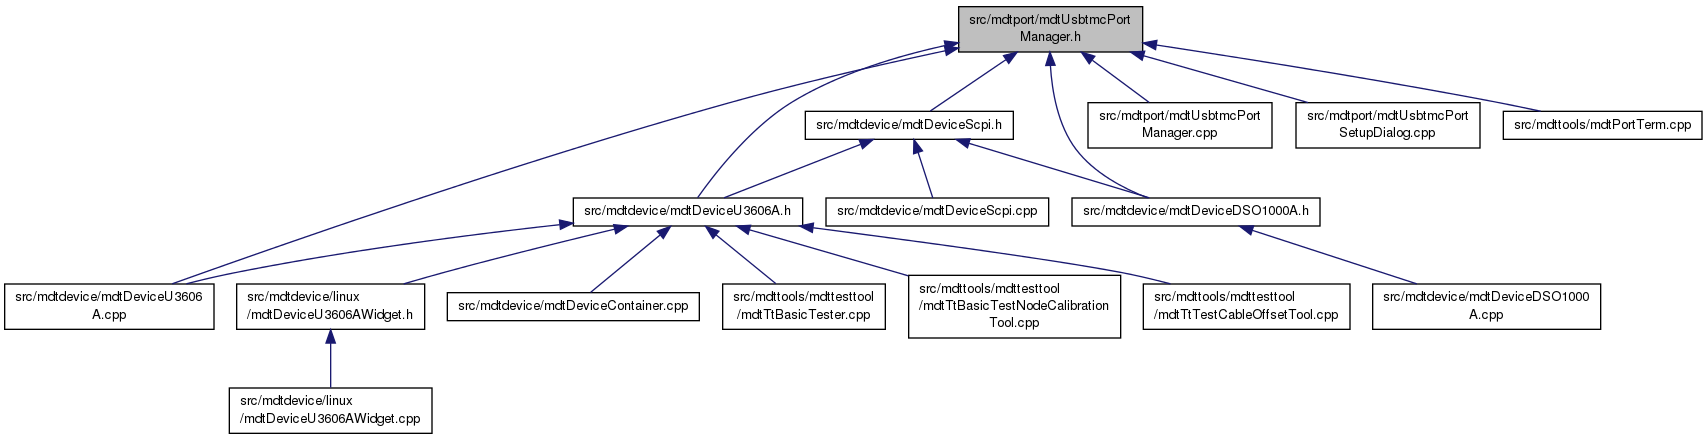 src/mdtport/mdtUsbtmcPort
Manager.h
src/mdtdevice/mdtDeviceScpi.h
src/mdtport/mdtUsbtmcPort
Manager.cpp
src/mdtport/mdtUsbtmcPort
SetupDialog.cpp
src/mdttools/mdtPortTerm.cpp
src/mdtdevice/mdtDeviceU3606A.h
src/mdtdevice/mdtDeviceScpi.cpp
src/mdtdevice/mdtDeviceDSO1000A.h
src/mdtdevice/mdtDeviceU3606
A.cpp
src/mdtdevice/linux
/mdtDeviceU3606AWidget.h
src/mdtdevice/mdtDeviceContainer.cpp
src/mdttools/mdttesttool
/mdtTtBasicTester.cpp
src/mdttools/mdttesttool
/mdtTtBasicTestNodeCalibration
Tool.cpp
src/mdttools/mdttesttool
/mdtTtTestCableOffsetTool.cpp
src/mdtdevice/mdtDeviceDSO1000
A.cpp
src/mdtdevice/linux
/mdtDeviceU3606AWidget.cpp